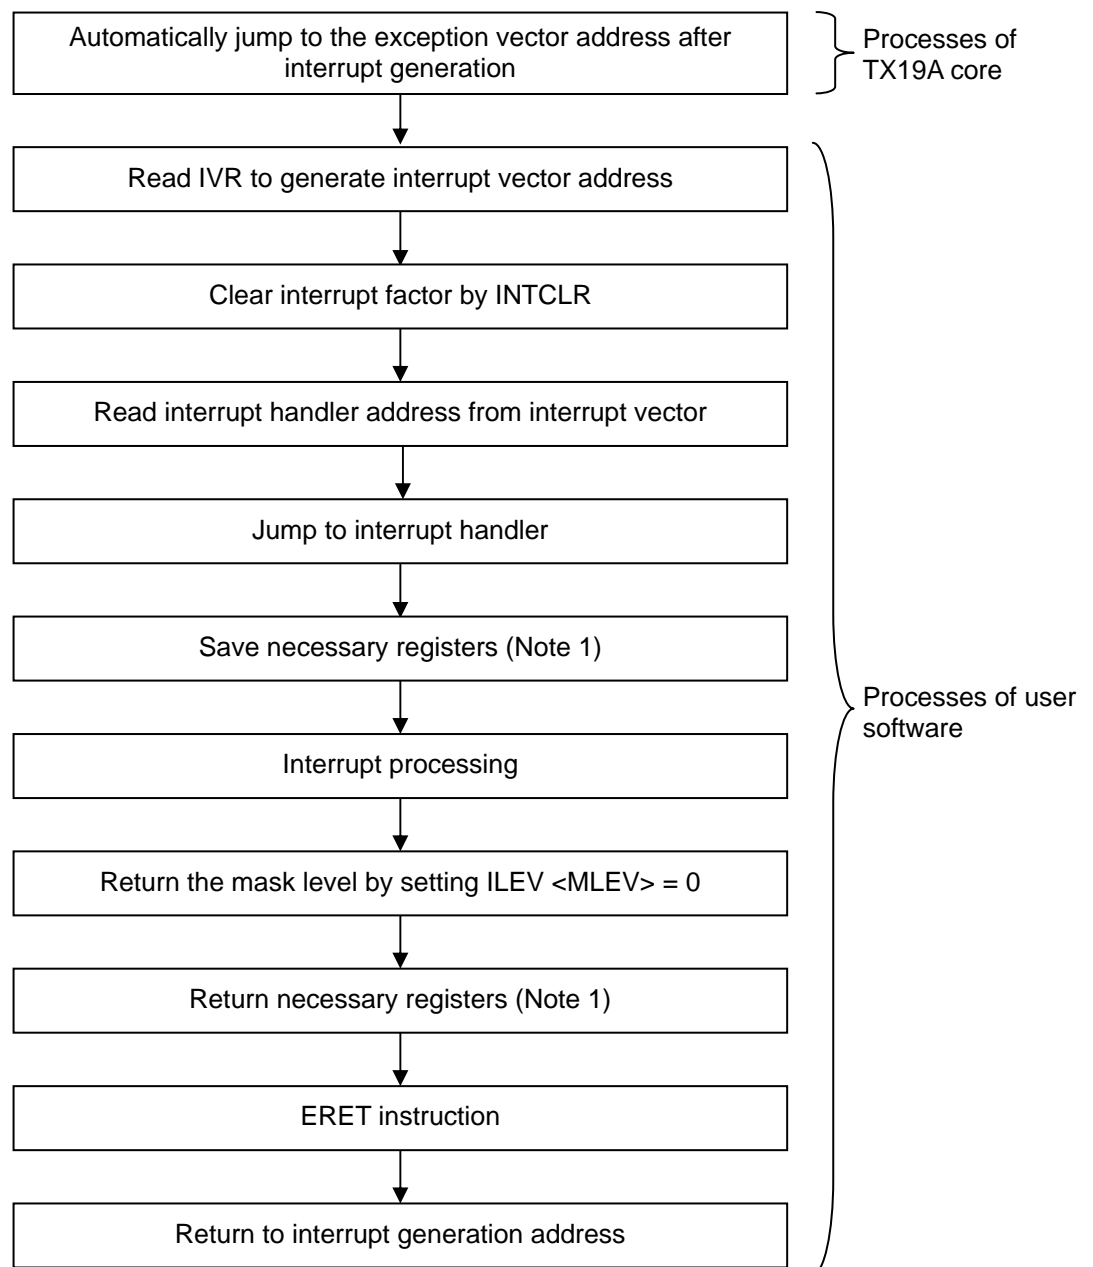 Automatically jump to the exception vector address after
interrupt generation
Processes of
TX19A core
Read IVR to generate interrupt vector address
Clear interrupt factor by INTCLR
Read interrupt handler address from interrupt vector
Jump to interrupt handler
Save necessary registers (Note 1)
Processes of user
software
Interrupt processing
Return the mask level by setting ILEV <MLEV> = 0
Return necessary registers (Note 1)
ERET instruction
Return to interrupt generation address